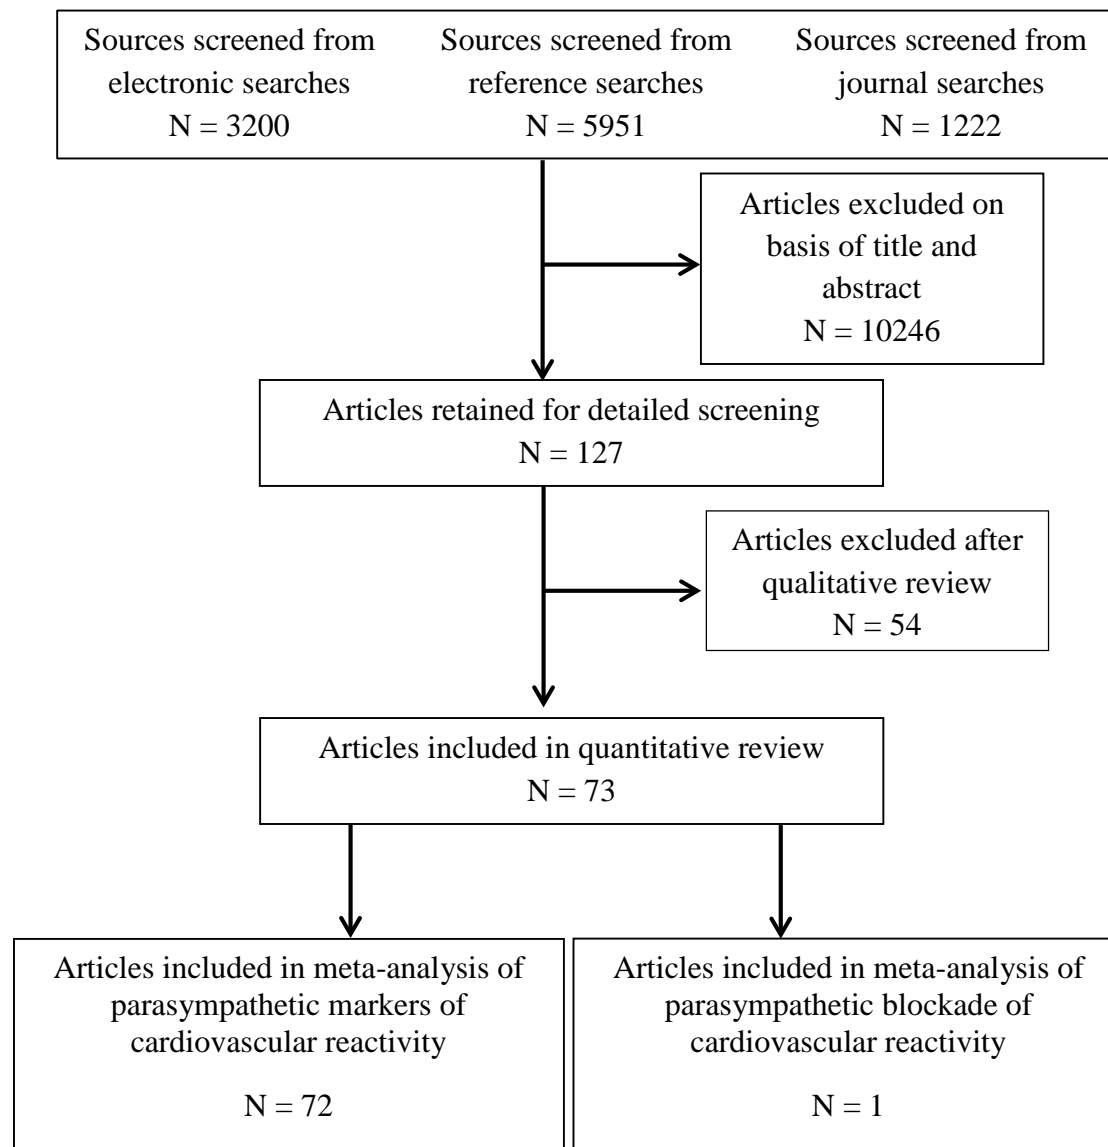 Sources screened from
electronic searches
N = 3200
Sources screened from
reference searches
N = 5951
Sources screened from
journal searches
N = 1222
Articles excluded on
basis of title and
abstract
N = 10246
Articles retained for detailed screening
N = 127
Articles excluded after
qualitative review
N = 54
Articles included in quantitative review
N = 73
Articles included in meta-analysis of
parasympathetic markers of
cardiovascular reactivity
N = 72
Articles included in meta-analysis of
parasympathetic blockade of
cardiovascular reactivity
N = 1